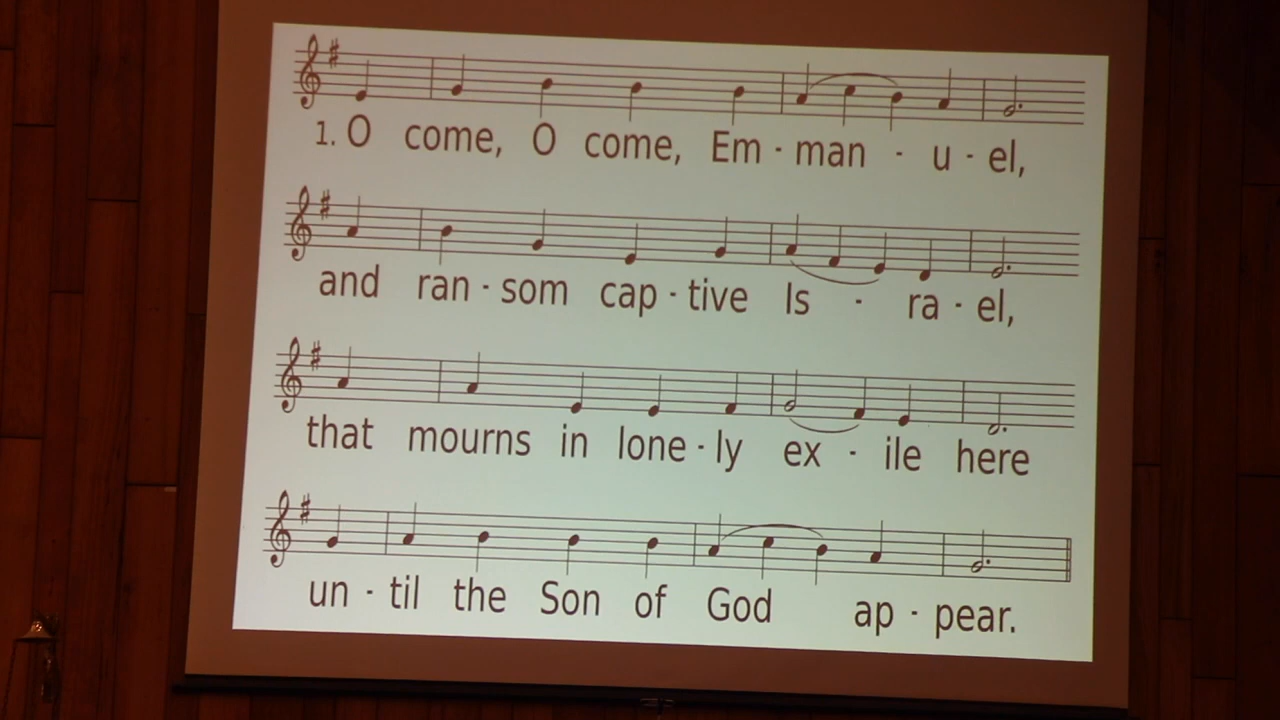 1. O come, O come, Em - man - u - el,
and ran - som cap - tive Is - ra - el,
that mourns in lone - ly ex - ile here
un - til the Son of God ap - pear.